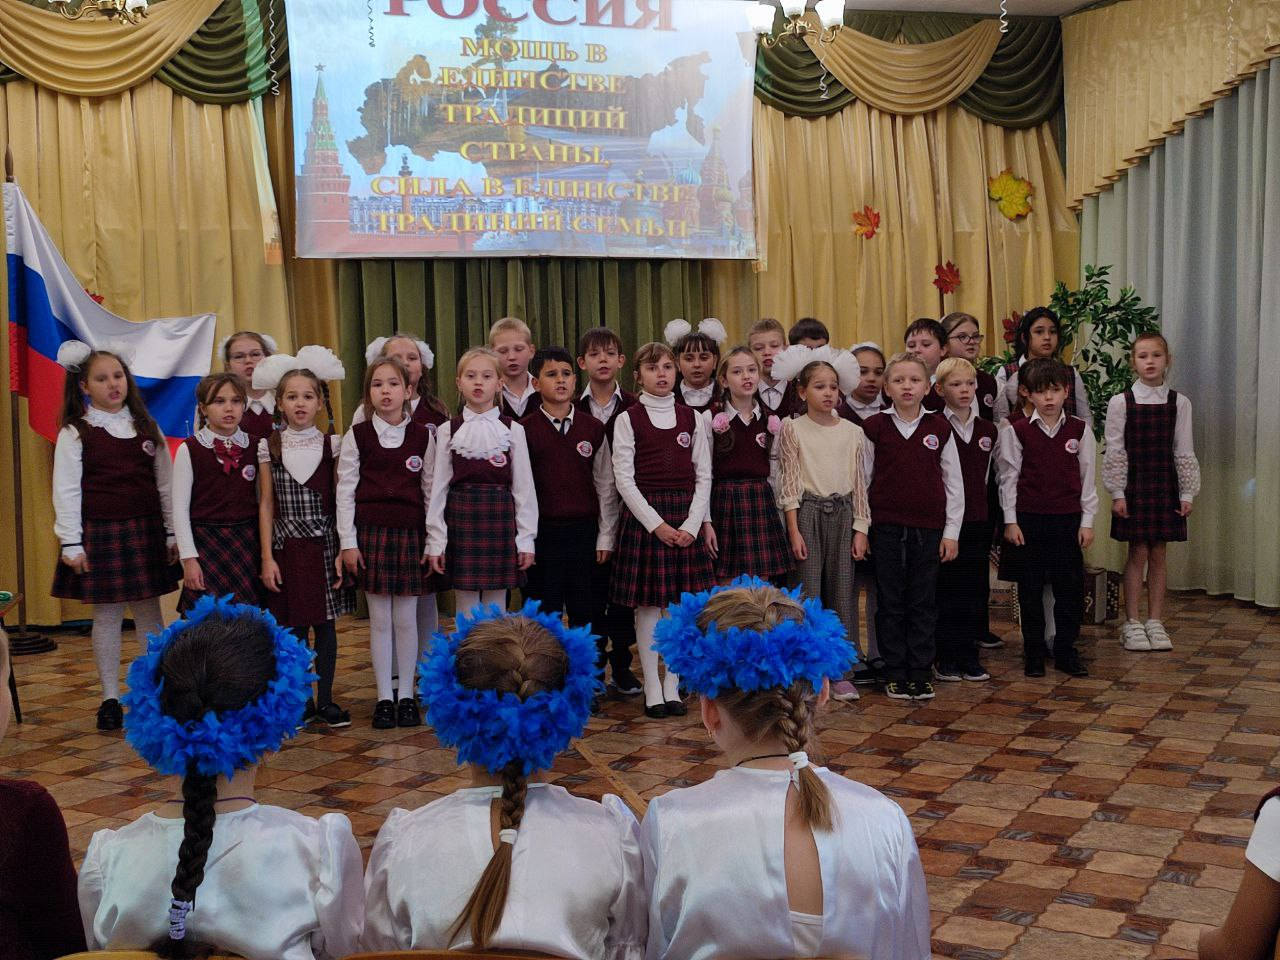 РОССИЯ
МОЩЬ В
ЕДИНСТВЕ
ТРАДИЦИЙ
СТРАНЫ,
СИЛА В ЕДИНСТВЕ
ТРАДИЦИЙ СЕМЬИ